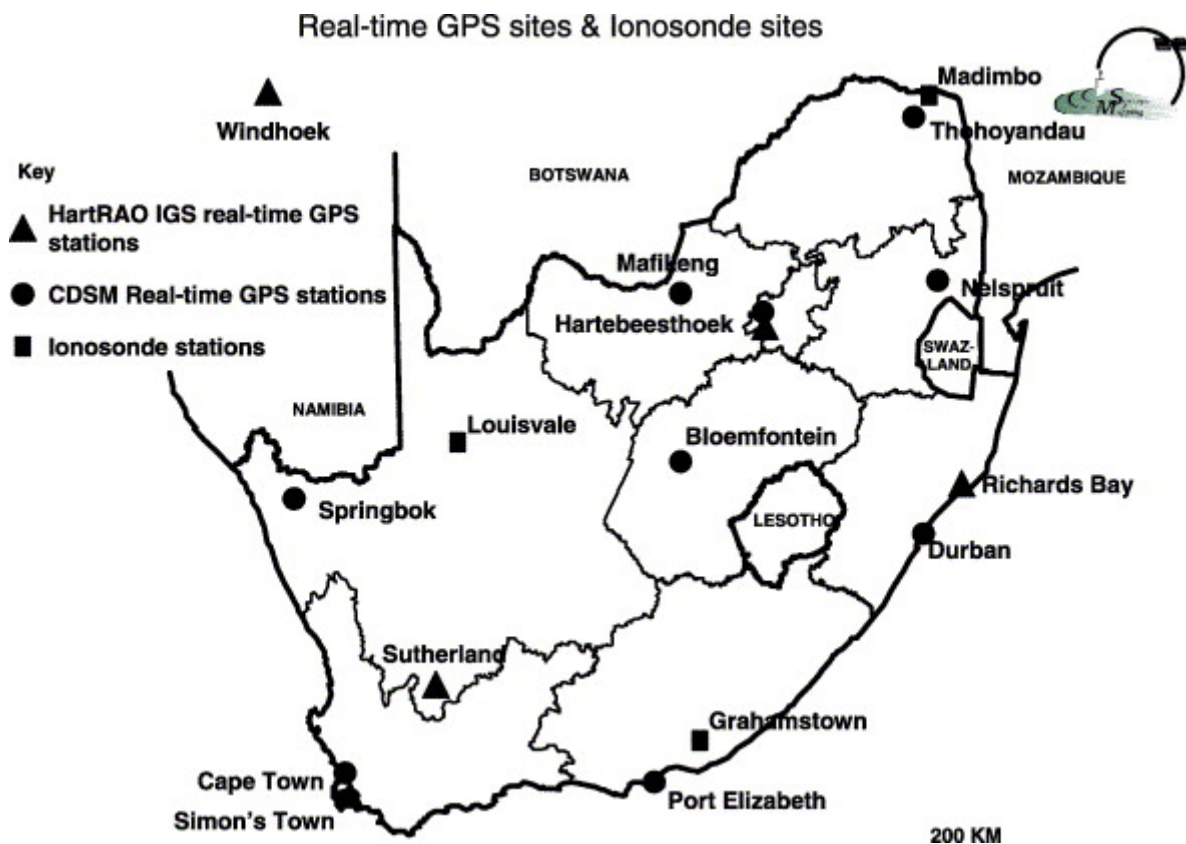 Real-time GPS sites & Ionosonde sites
Madimbo
Thohoyandau
Windhoek
Key
BOTSWANA
MOZAMBIQUE
HartRAO IGS real-time GPS
stations
Mafikeng
CDSM Real-time GPS stations
Nelspruit
Hartebeesthoek
Ionosonde stations
SWAZ-
LAND
NAMIBIA
Louisvale
Bloemfontein
Springbok
Richards Bay
LESOTHO
Durban
Sutherland
Grahamstown
Cape Town
Port Elizabeth
Simon's Town
200 KM